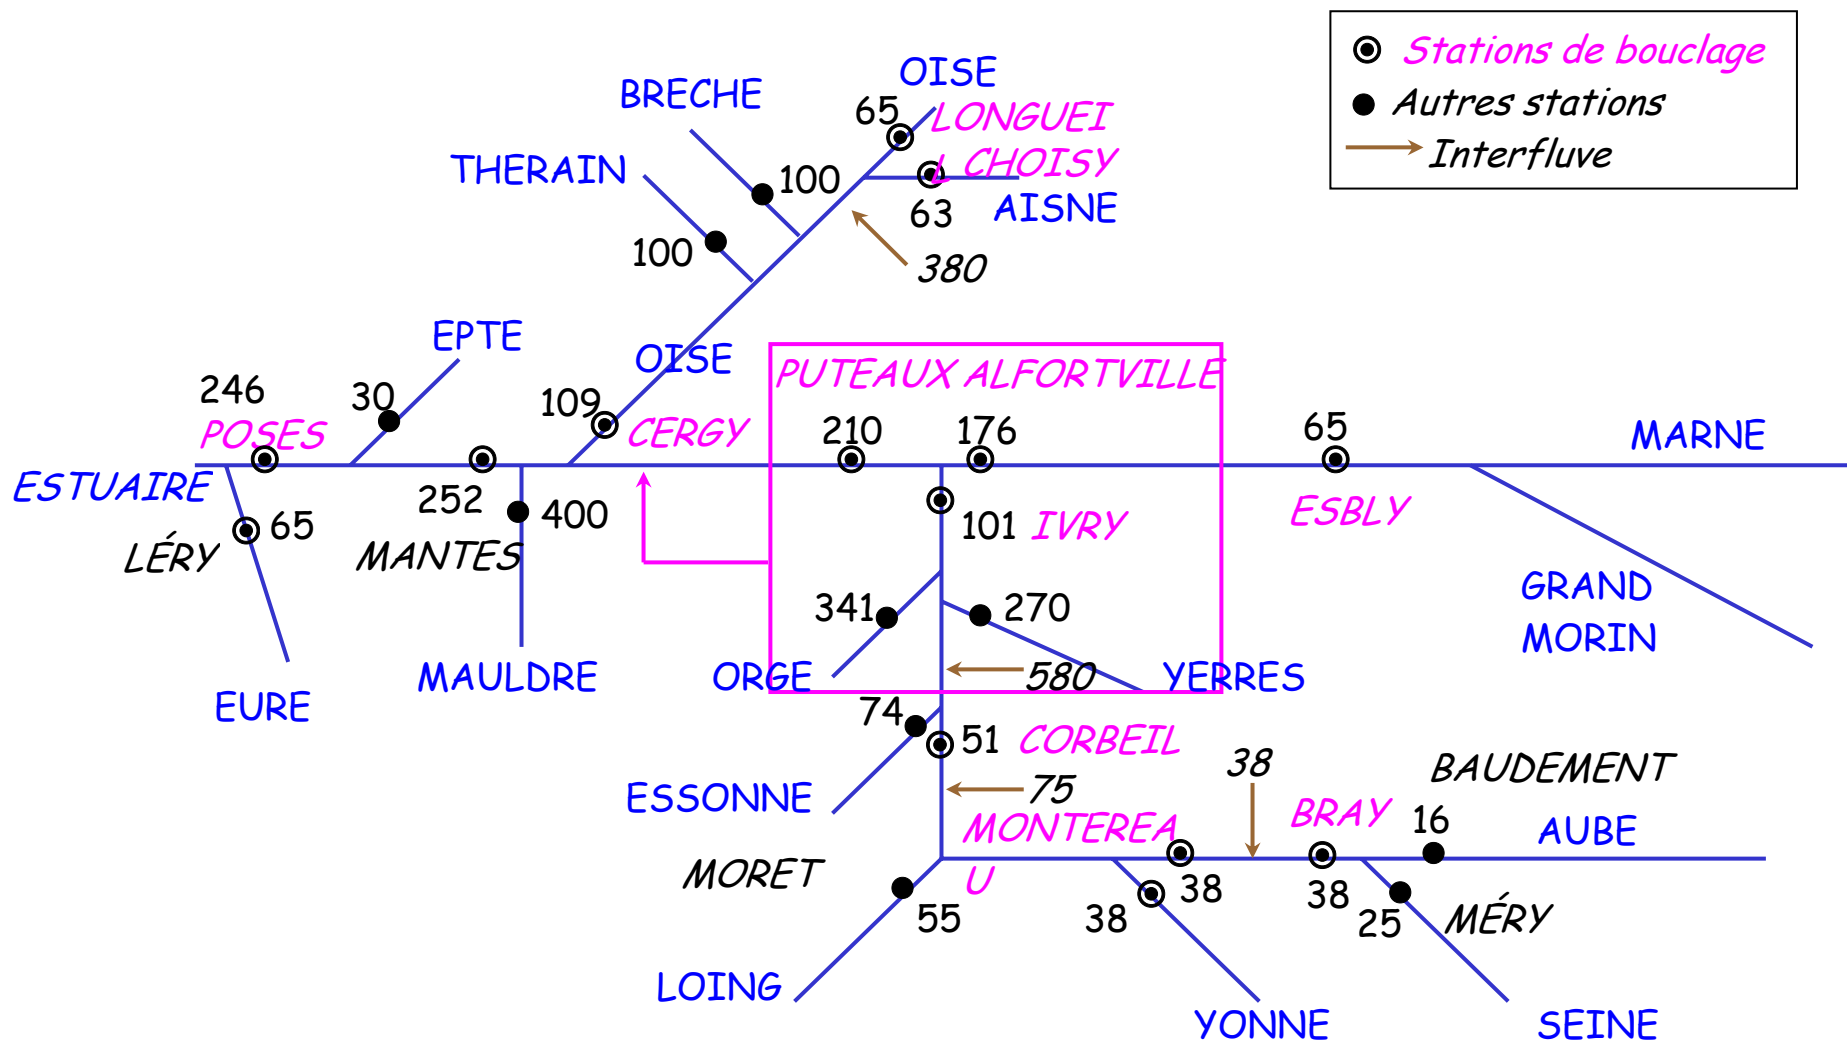 Stations de bouclage
Autres stations
Interfluve
OISE
BRECHE
65
LONGUEI
THERAIN
100
L CHOISY
63
AISNE
100
380
EPTE
OISE
PUTEAUX ALFORTVILLE
246
30
109
POSES
CERGY
210
176
65
MARNE
ESTUAIRE
252
400
101
IVRY
ESBLY
LÉRY
65
MANTES
341
270
GRAND
MORIN
EURE
MAULDRE
ORGE
580
YERRES
74
51
CORBEIL
ESSONNE
75
38
BAUDEMENT
MONTEREA
U
BRAY
16
AUBE
MORET
55
38
38
38
25
MÉRY
LOING
YONNE
SEINE